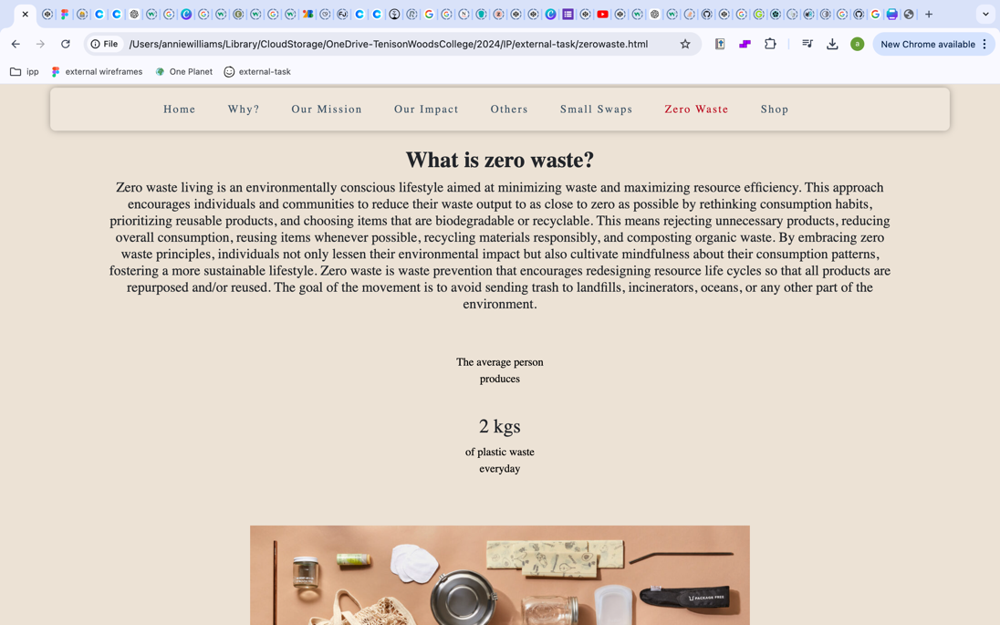 File
/Users/anniewilliams/Library/CloudStorage/OneDrive-TenisonWoodsCollege/2024/IP/external-task/zerowaste.html
a
New Chrome available
ipp
external wireframes
One Planet
external-task
Home
Why?
Our Mission
Our Impact
Others
Small Swaps
Zero Waste
Shop
What is zero waste?
Zero waste living is an environmentally conscious lifestyle aimed at minimizing waste and maximizing resource efficiency. This approach
encourages individuals and communities to reduce their waste output to as close to zero as possible by rethinking consumption habits,
prioritizing reusable products, and choosing items that are biodegradable or recyclable. This means rejecting unnecessary products, reducing
overall consumption, reusing items whenever possible, recycling materials responsibly, and composting organic waste. By embracing zero
waste principles, individuals not only lessen their environmental impact but also cultivate mindfulness about their consumption patterns,
fostering a more sustainable lifestyle. Zero waste is waste prevention that encourages redesigning resource life cycles so that all products are
repurposed and/or reused. The goal of the movement is to avoid sending trash to landfills, incinerators, oceans, or any other part of the
environment.
The average person
produces
2 kgs
of plastic waste
everyday
PACKAGE FREE